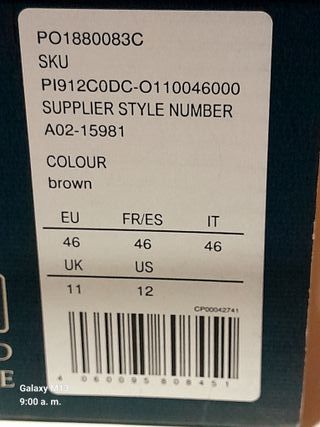 PO1880083C
SKU
PI912C0DC-O110046000
SUPPLIER STYLE NUMBER
A02-15981
COLOUR
brown
EU FR/ES IT
46 46 46
UK US
11 12
CP00042741
4 060095 808451
D
E
Galaxy M13
9:00 a. m.